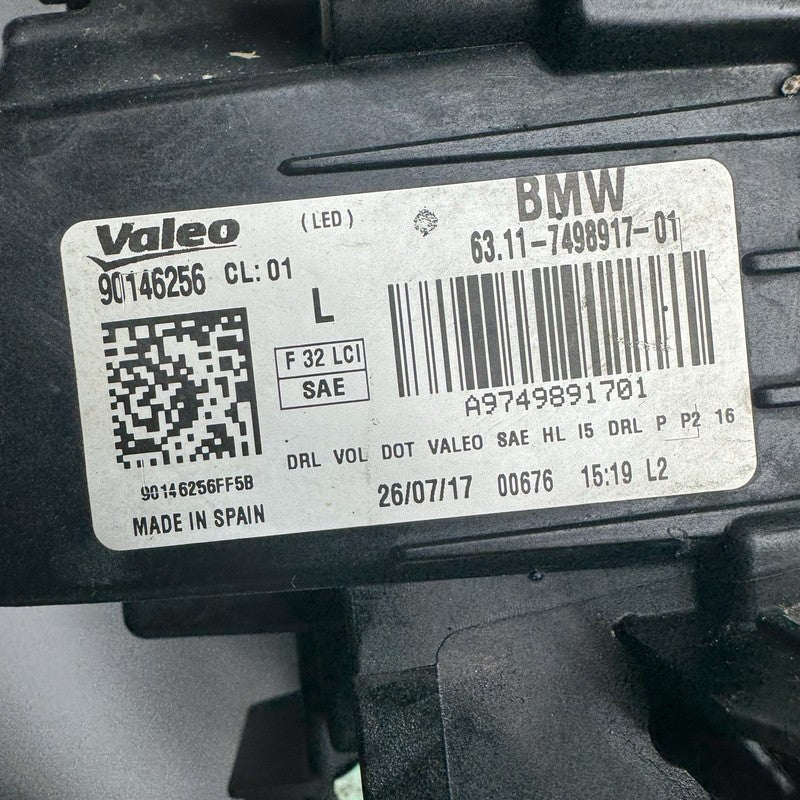 Valeo (LED) BMW
90146256 CL:01 63.11-7498917-01
L
F 32 LCI
SAE
A9749891701
DRL VOL DOT VALEO SAE HL I5 DRL P P2 16
90146256FF5B 26/07/17 00676 15:19 L2
MADE IN SPAIN